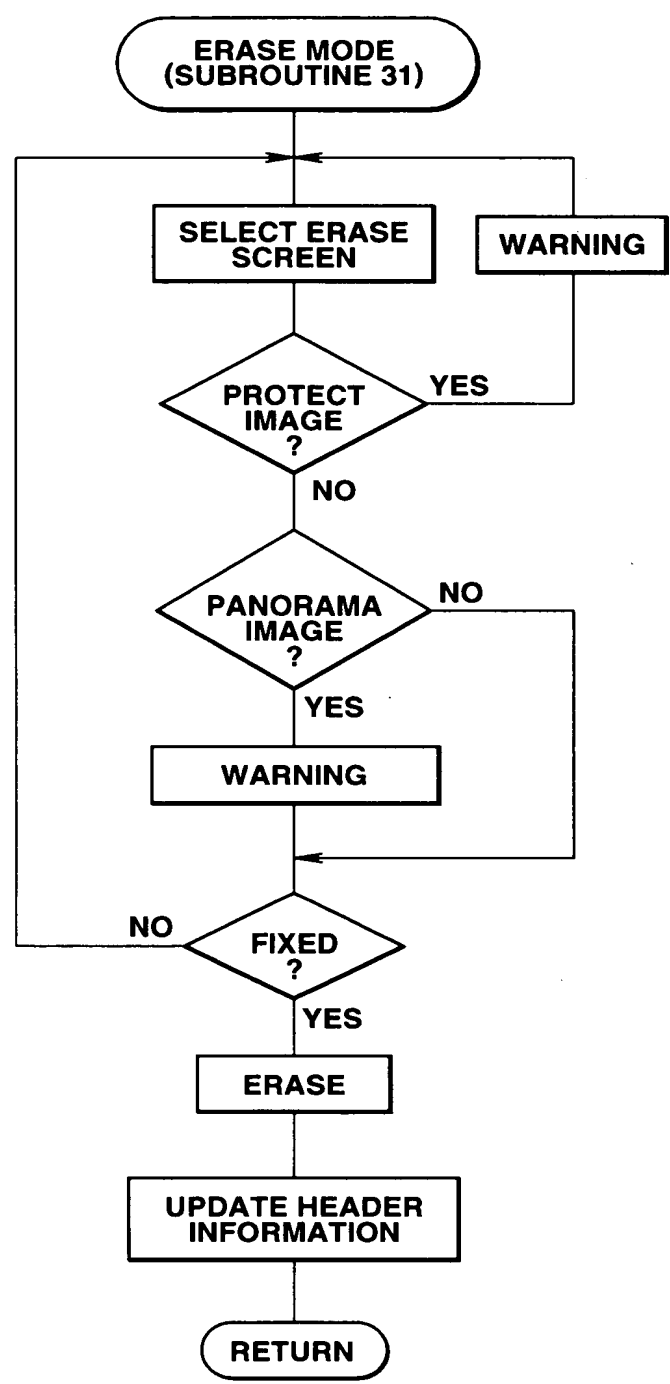 ERASE MODE
(SUBROUTINE 31)
SELECT ERASE
SCREEN
WARNING
PROTECT
IMAGE
?
YES
NO
PANORAMA
IMAGE
?
NO
YES
WARNING
NO
FIXED
?
YES
ERASE
UPDATE HEADER
INFORMATION
RETURN